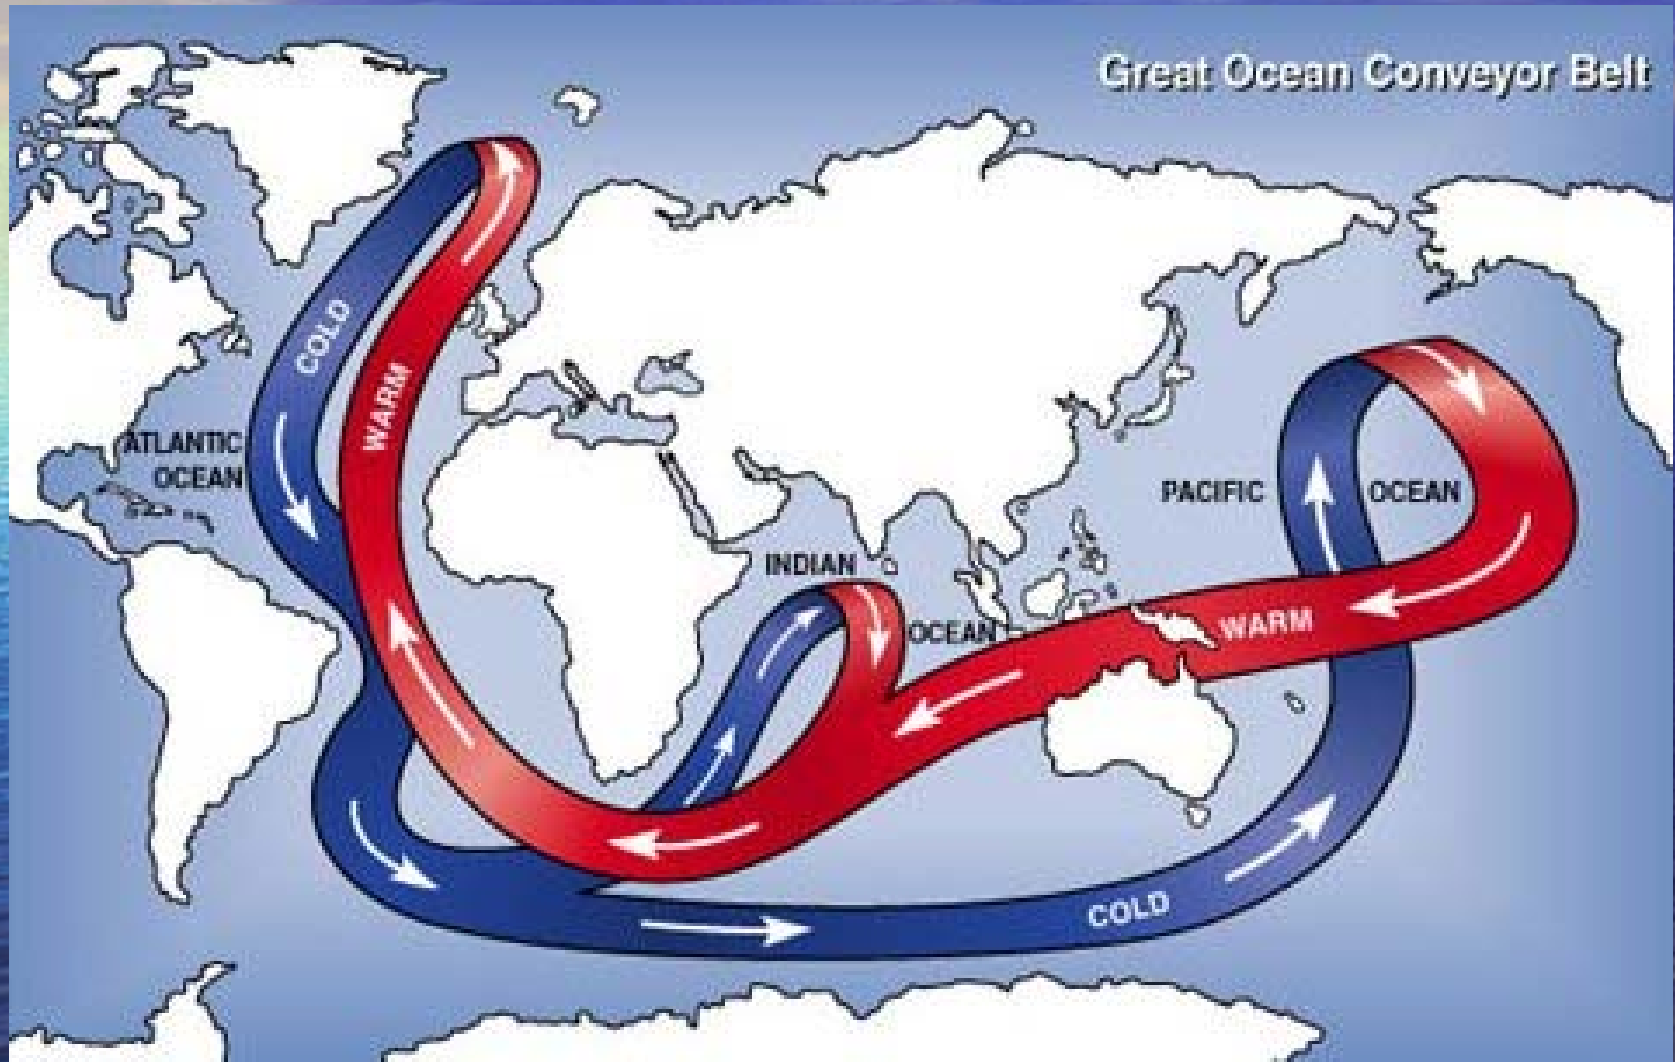 Great Ocean Conveyor Belt
COLD
WARM
ATLANTIC
OCEAN
PACIFIC
OCEAN
INDIAN
OCEAN
WARM
COLD